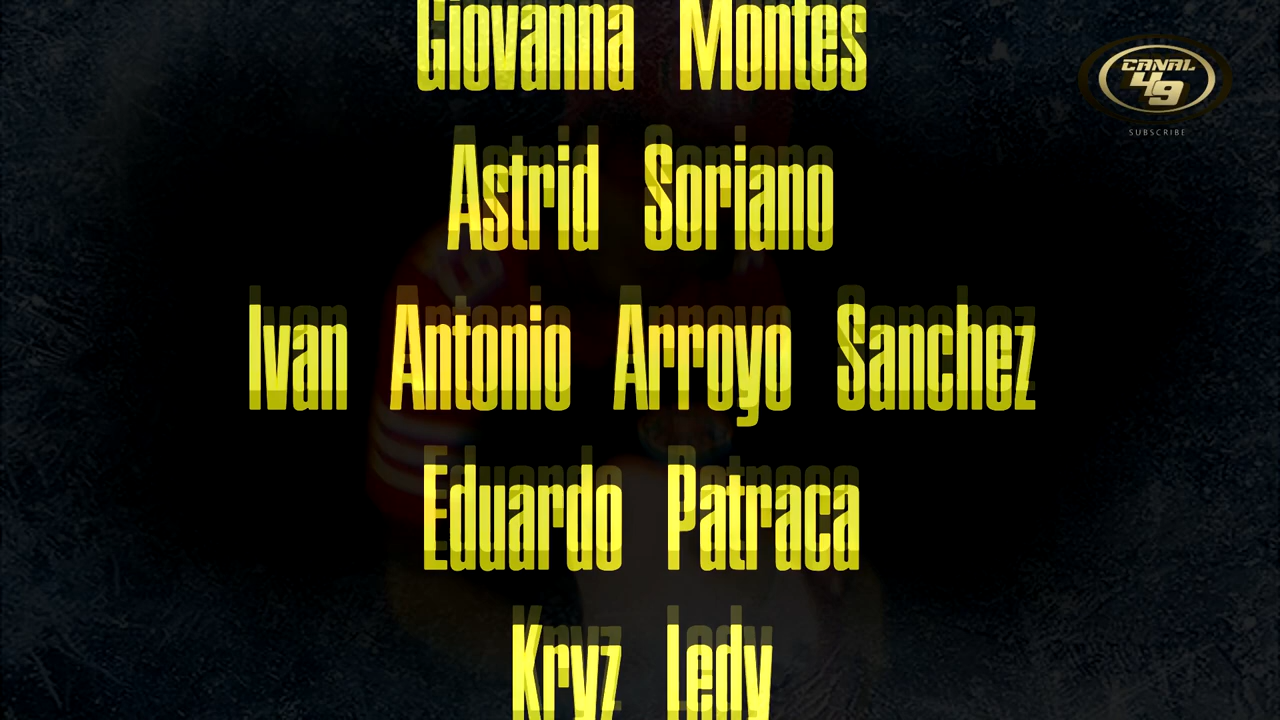 Giovanna Montes
CANAL
49
SUBSCRIBE
Astrid Soriano
Ivan Antonio Arroyo Sanchez
Eduardo Patraca
Kryz Ledy